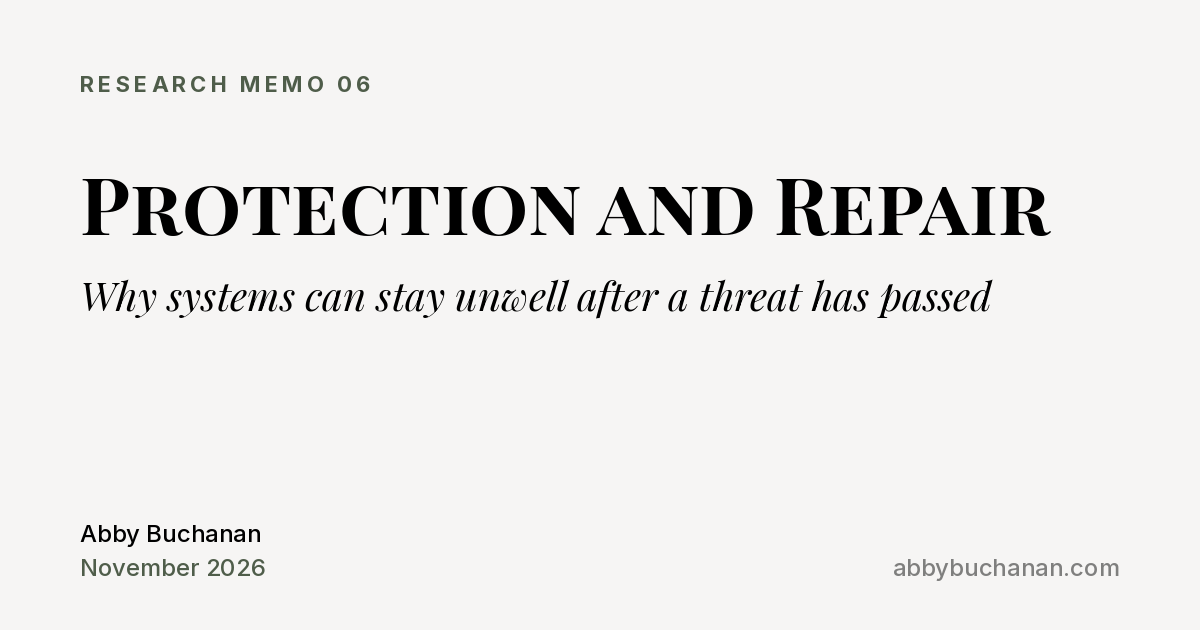 RESEARCH MEMO 06
Protection and Repair
Why systems can stay unwell after a threat has passed
Abby Buchanan
November 2026
abbybuchanan.com